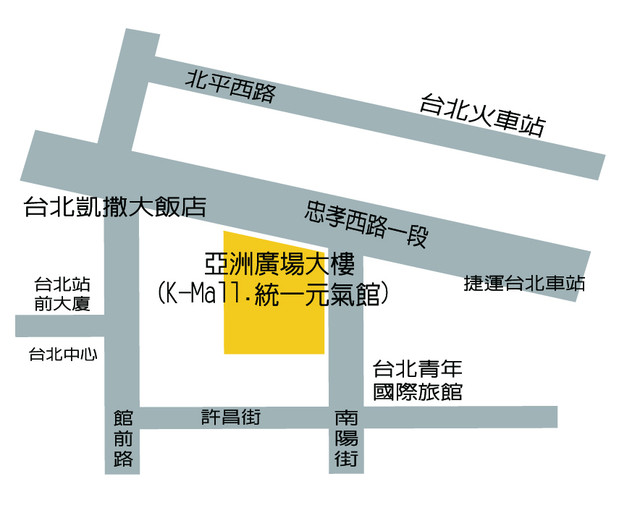 北平西路
台北火車站
台北凱撒大飯店
忠孝西路一段
亞洲廣場大樓
(K-Mall.統一元氣館)
捷運台北車站
台北站
前大廈
台北中心
台北青年
國際旅館
館前路
許昌街
南陽街